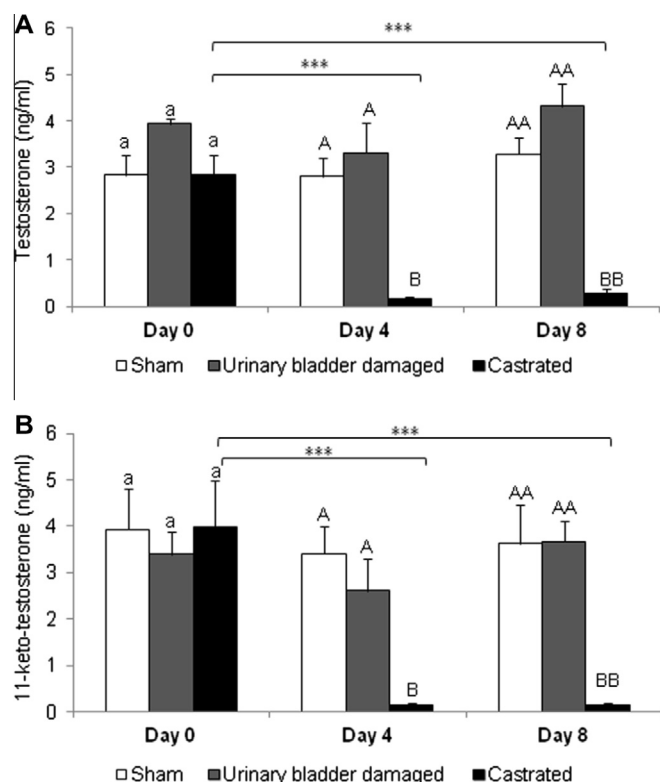 A
Testosterone (ng/ml)
6
5
4
3
2
1
0
***
***
a a a
A A B
AA AA BB
Day 0 Day 4 Day 8
Sham Urinary bladder damaged Castrated
B
11-keto-testosterone (ng/ml)
6
5
4
3
2
1
0
***
***
a a a
A A B
AA AA BB
Day 0 Day 4 Day 8
Sham Urinary bladder damaged Castrated